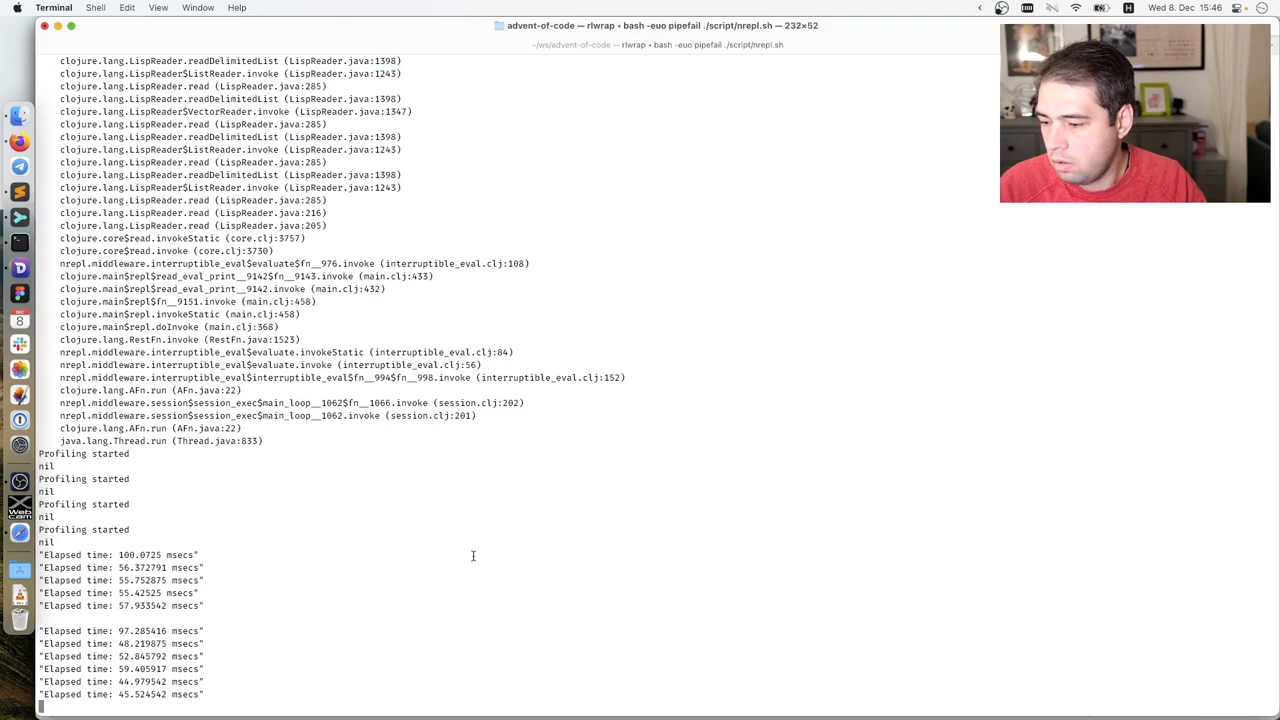 Terminal Shell Edit View Window Help
Wed 8. Dec 15:46
advent-of-code — rlwrap • bash -euo pipefail ./script/nrepl.sh — 232×52
~/ws/advent-of-code — rlwrap • bash -euo pipefail ./script/nrepl.sh
clojure.lang.LispReader.readDelimitedList (LispReader.java:1398)
clojure.lang.LispReader$ListReader.invoke (LispReader.java:1243)
clojure.lang.LispReader.read (LispReader.java:285)
clojure.lang.LispReader.readDelimitedList (LispReader.java:1398)
clojure.lang.LispReader$VectorReader.invoke (LispReader.java:1347)
clojure.lang.LispReader.read (LispReader.java:285)
clojure.lang.LispReader.readDelimitedList (LispReader.java:1398)
clojure.lang.LispReader$ListReader.invoke (LispReader.java:1243)
clojure.lang.LispReader.read (LispReader.java:285)
clojure.lang.LispReader.readDelimitedList (LispReader.java:1398)
clojure.lang.LispReader$ListReader.invoke (LispReader.java:1243)
clojure.lang.LispReader.read (LispReader.java:285)
clojure.lang.LispReader.read (LispReader.java:216)
clojure.lang.LispReader.read (LispReader.java:205)
clojure.core$read.invokeStatic (core.clj:3757)
clojure.core$read.invoke (core.clj:3730)
nrepl.middleware.interruptible_eval$evaluate$fn__976.invoke (interruptible_eval.clj:108)
clojure.main$repl$read_eval_print__9142$fn__9143.invoke (main.clj:433)
clojure.main$repl$read_eval_print__9142.invoke (main.clj:432)
clojure.main$repl$fn__9151.invoke (main.clj:458)
clojure.main$repl.invokeStatic (main.clj:458)
clojure.main$repl.doInvoke (main.clj:368)
clojure.lang.RestFn.invoke (RestFn.java:1523)
nrepl.middleware.interruptible_eval$evaluate.invokeStatic (interruptible_eval.clj:84)
nrepl.middleware.interruptible_eval$evaluate.invoke (interruptible_eval.clj:56)
nrepl.middleware.interruptible_eval$interruptible_eval$fn__994$fn__998.invoke (interruptible_eval.clj:152)
clojure.lang.AFn.run (AFn.java:22)
nrepl.middleware.session$session_exec$main_loop__1062$fn__1066.invoke (session.clj:202)
nrepl.middleware.session$session_exec$main_loop__1062.invoke (session.clj:201)
clojure.lang.AFn.run (AFn.java:22)
java.lang.Thread.run (Thread.java:833)
Profiling started
nil
Profiling started
nil
Profiling started
nil
Profiling started
nil
"Elapsed time: 100.0725 msecs"
"Elapsed time: 56.372791 msecs"
"Elapsed time: 55.752875 msecs"
"Elapsed time: 55.42525 msecs"
"Elapsed time: 57.933542 msecs"
"Elapsed time: 97.285416 msecs"
"Elapsed time: 48.219875 msecs"
"Elapsed time: 52.845792 msecs"
"Elapsed time: 59.405917 msecs"
"Elapsed time: 44.979542 msecs"
"Elapsed time: 45.524542 msecs"
DEC
8
Web
cam